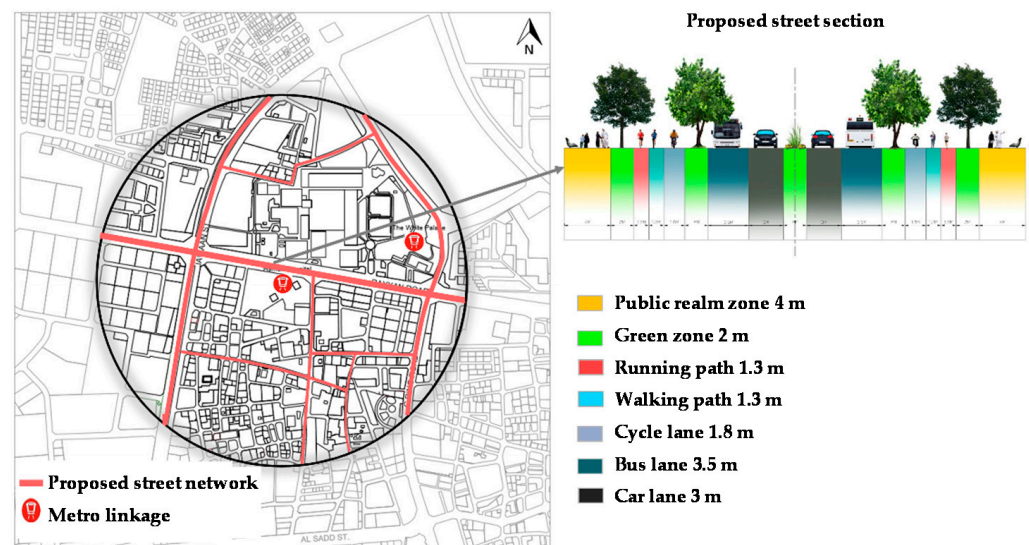 Proposed street section
N
The White Palace
RAYYAN ROAD
Public realm zone 4 m
Green zone 2 m
Running path 1.3 m
Walking path 1.3 m
Cycle lane 1.8 m
Bus lane 3.5 m
Car lane 3 m
Proposed street network
Metro linkage
AL SADD ST.